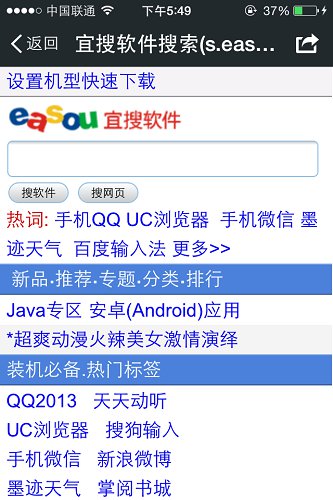 中国联通 下午5:49 37%
返回 宜搜软件搜索(s.eas...
设置机型快速下载
easou 宜搜软件
搜软件 搜网页
热词: 手机QQ UC浏览器 手机微信 墨
迹天气 百度输入法 更多>>
新品.推荐.专题.分类.排行
Java专区 安卓(Android)应用
*超爽动漫火辣美女激情演绎
装机必备.热门标签
QQ2013 天天动听
UC浏览器 搜狗输入
手机微信 新浪微博
墨迹天气 掌阅书城